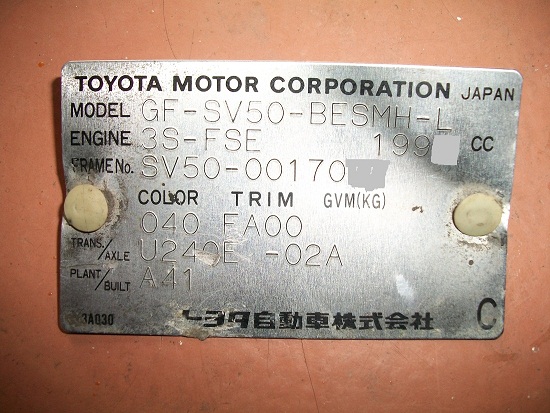 TOYOTA MOTOR CORPORATION JAPAN
MODEL GF-SV50-BESMH-L
ENGINE 3S-FSE 199 CC
FRAME No. SV50-00170
COLOR TRIM GVM(KG)
040 FA00
TRANS./AXLE U240E -02A
PLANT/BUILT A41
3A030 トヨタ自動車株式会社 C